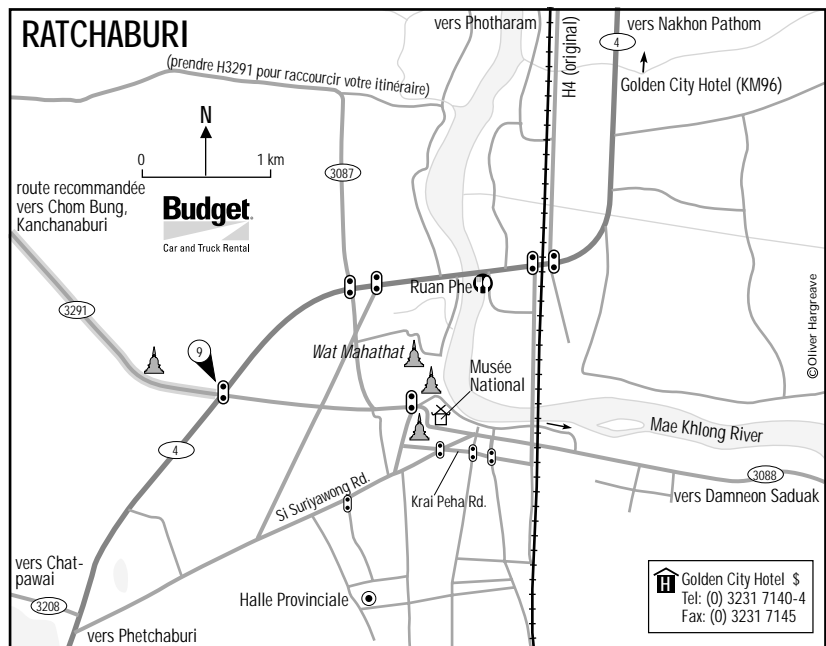 RATCHABURI
vers Photharam
H4 (original)
4
vers Nakhon Pathom
Golden City Hotel (KM96)
(prendre H3291 pour raccourcir votre itinéraire)
N
0 1 km
3087
route recommandée
vers Chom Bung,
Kanchanaburi
Budget®
Car and Truck Rental
Ruan Phe
3291
©Oliver Hargreave
Wat Mahathat
9
Musée
National
Mae Khlong River
4
3088
Si Suriyawong Rd.
Krai Peha Rd.
vers Damneon Saduak
vers Chat-
pawai
3208
Halle Provinciale
vers Phetchaburi
H
Golden City Hotel $
Tel: (0) 3231 7140-4
Fax: (0) 3231 7145